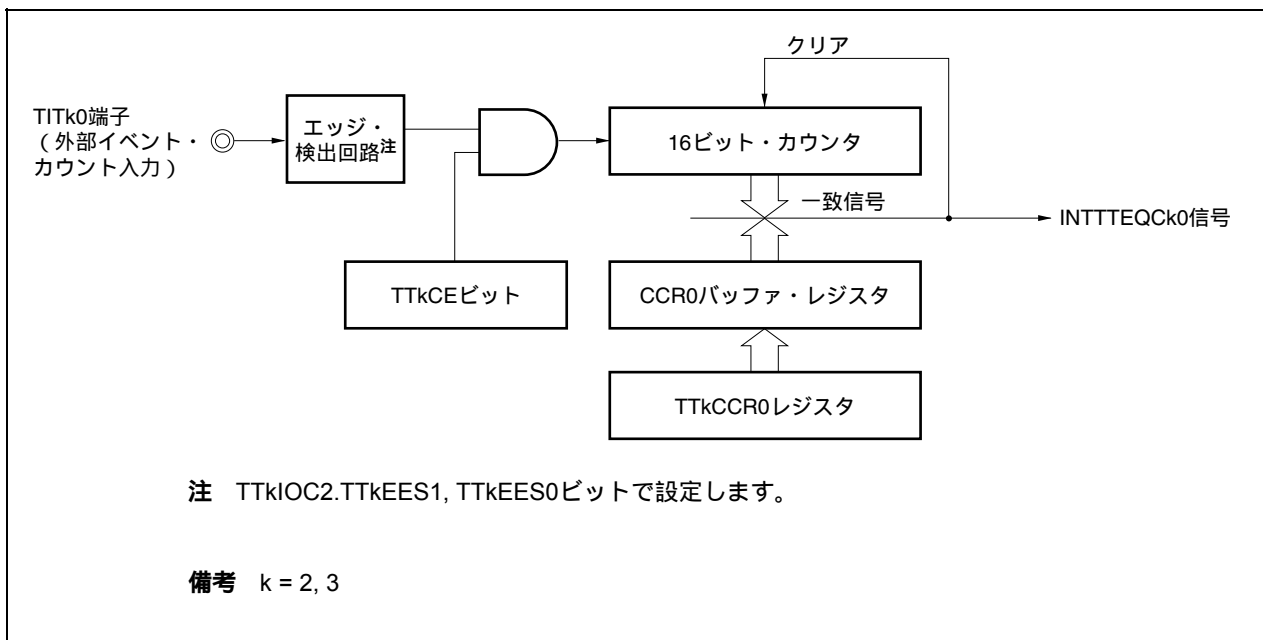 クリア
TITk0端子
（外部イベント・
カウント入力）
エッジ・
検出回路注
16ビット・カウンタ
一致信号
INTTTEQCk0信号
TTkCEビット
CCR0バッファ・レジスタ
TTkCCR0レジスタ
注 TTkIOC2.TTkEES1, TTkEES0ビットで設定します。
備考 k = 2, 3